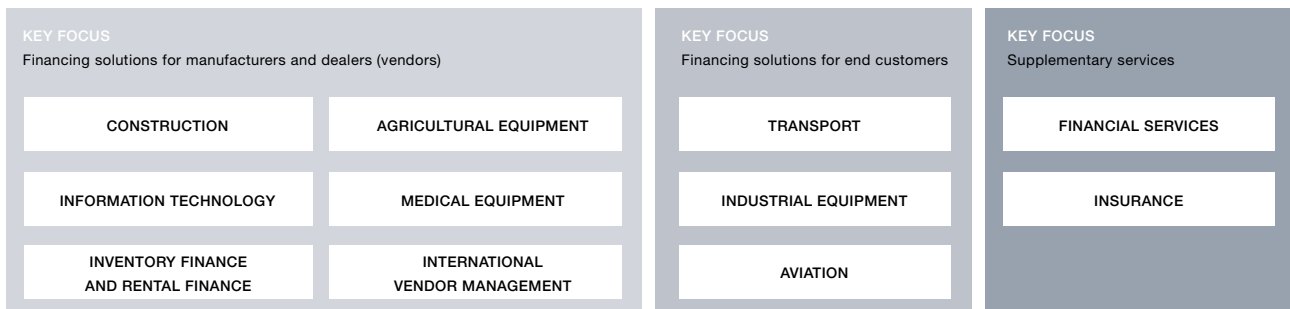 KEY FOCUS
Financing solutions for manufacturers and dealers (vendors)
CONSTRUCTION
AGRICULTURAL EQUIPMENT
INFORMATION TECHNOLOGY
MEDICAL EQUIPMENT
INVENTORY FINANCE
AND RENTAL FINANCE
INTERNATIONAL
VENDOR MANAGEMENT
KEY FOCUS
Financing solutions for end customers
TRANSPORT
INDUSTRIAL EQUIPMENT
AVIATION
KEY FOCUS
Supplementary services
FINANCIAL SERVICES
INSURANCE